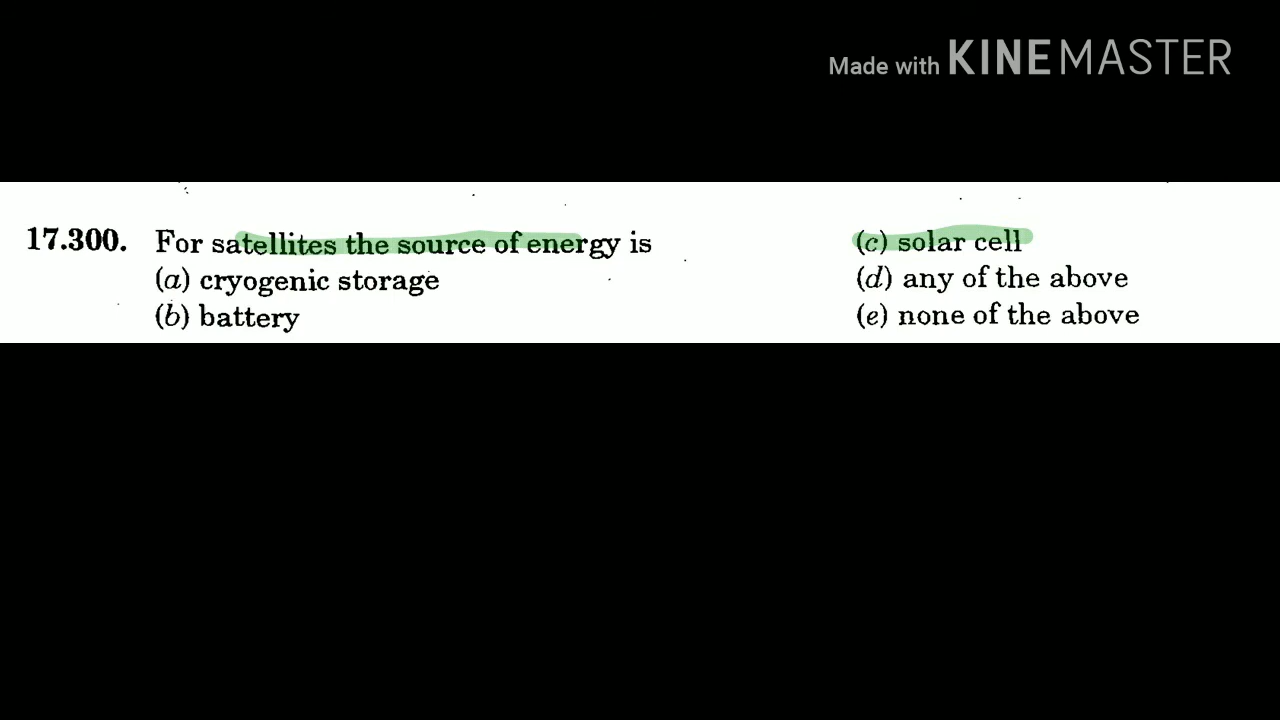 Made with KINEMASTER
17.300. For satellites the source of energy is
(a) cryogenic storage
(b) battery
(c) solar cell
(d) any of the above
(e) none of the above